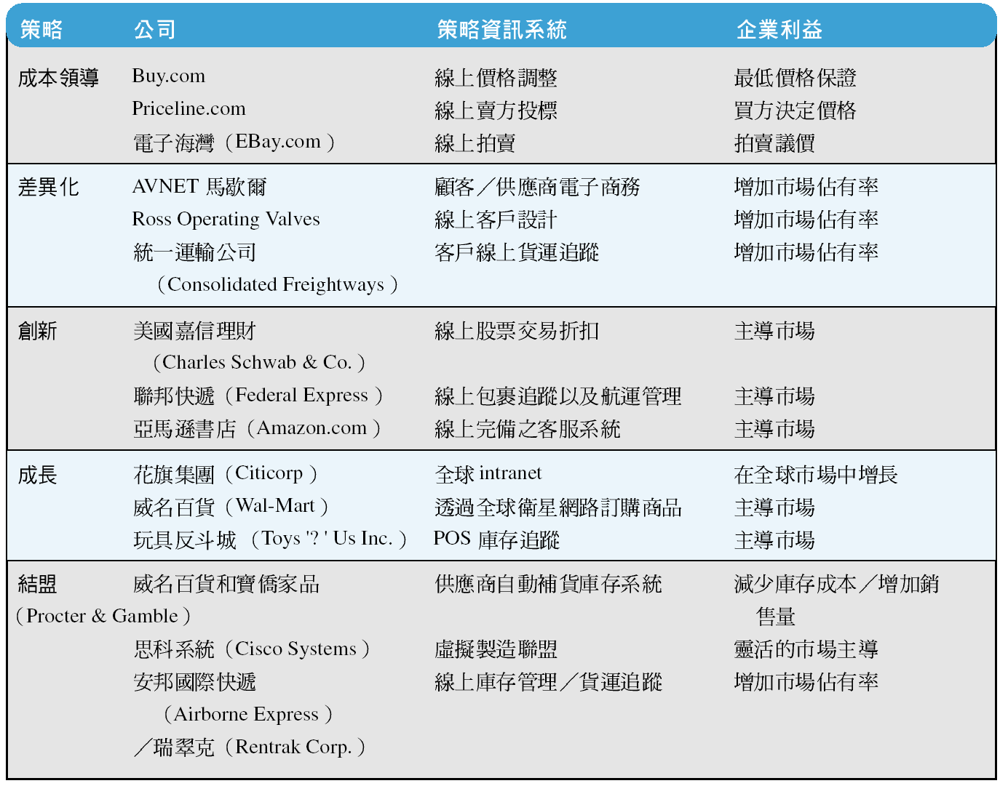 策略 公司 策略資訊系統 企業利益
成本領導 Buy.com 線上價格調整 最低價格保證
Priceline.com 線上賣方投標 買方決定價格
電子海灣（EBay.com） 線上拍賣 拍賣議價
差異化 AVNET 馬歇爾 顧客／供應商電子商務 增加市場佔有率
Ross Operating Valves 線上客戶設計 增加市場佔有率
統一運輸公司 客戶線上貨運追蹤 增加市場佔有率
（Consolidated Freightways）
創新 美國嘉信理財 線上股票交易折扣 主導市場
（Charles Schwab & Co.）
聯邦快遞（Federal Express） 線上包裹追蹤以及航運管理 主導市場
亞馬遜書店（Amazon.com） 線上完備之客服系統 主導市場
成長 花旗集團（Citicorp） 全球 intranet 在全球市場中增長
威名百貨（Wal-Mart） 透過全球衛星網路訂購商品 主導市場
玩具反斗城（Toys '? ' Us Inc.） POS 庫存追蹤 主導市場
結盟 威名百貨和寶僑家品 供應商自動補貨庫存系統 減少庫存成本／增加銷
（Procter & Gamble） 售量
思科系統（Cisco Systems） 虛擬製造聯盟 靈活的市場主導
安邦國際快遞 線上庫存管理／貨運追蹤 增加市場佔有率
（Airborne Express）
／瑞翠克（Rentrak Corp.）